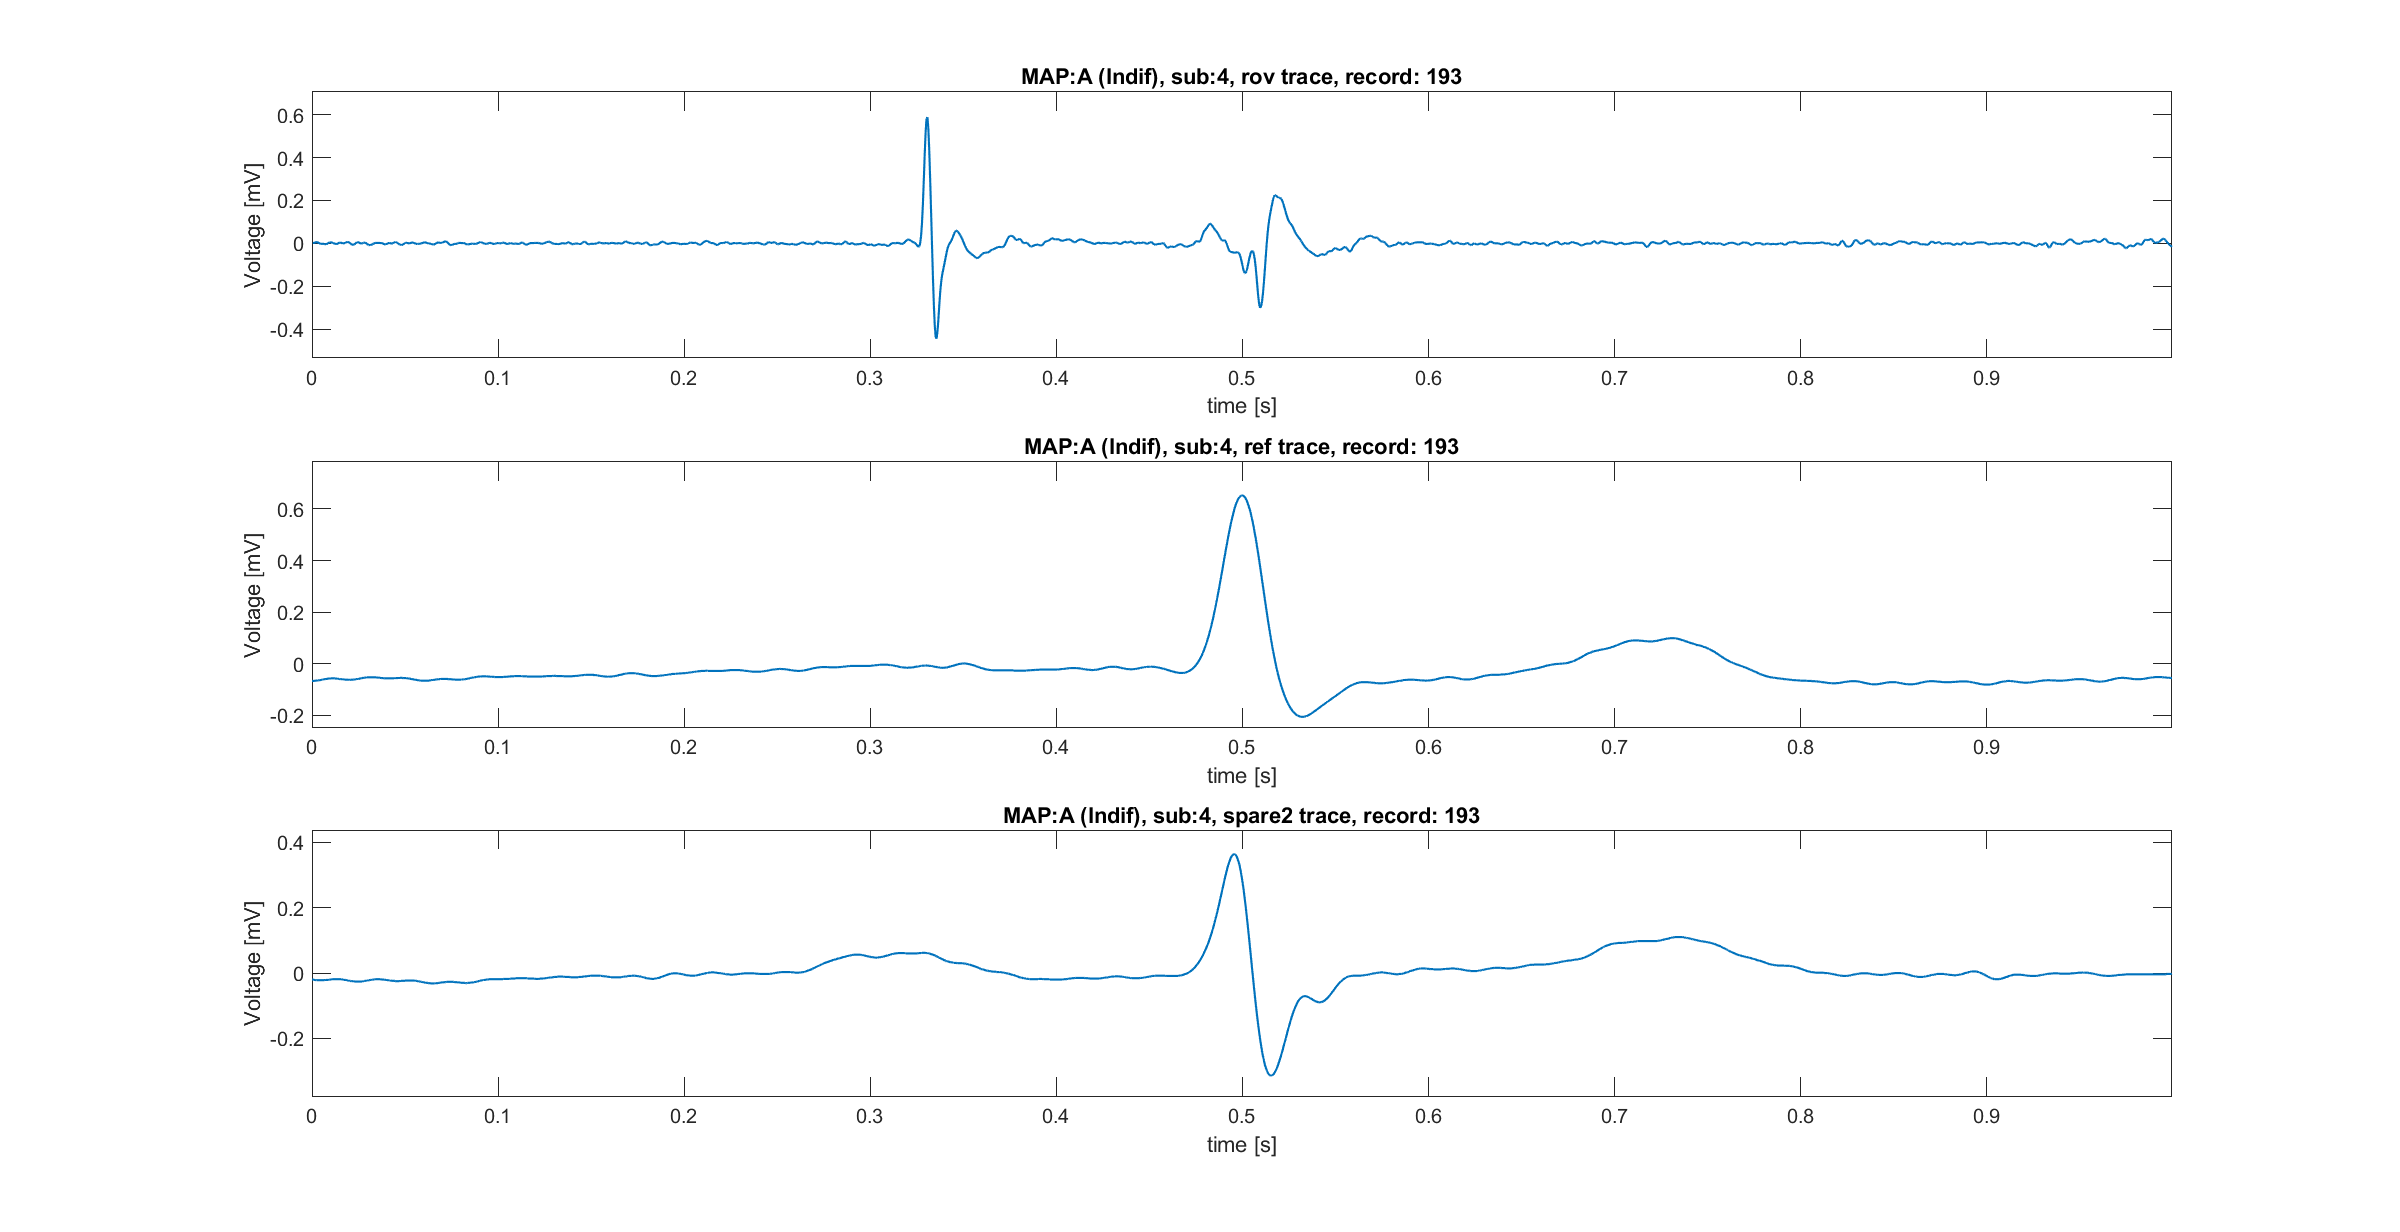 MAP:A (Indif), sub:4, rov trace, record: 193
Voltage [mV]
0.6
0.4
0.2
0
-0.2
-0.4
0 0.1 0.2 0.3 0.4 0.5 0.6 0.7 0.8 0.9
time [s]
MAP:A (Indif), sub:4, ref trace, record: 193
Voltage [mV]
0.6
0.4
0.2
0
-0.2
0 0.1 0.2 0.3 0.4 0.5 0.6 0.7 0.8 0.9
time [s]
MAP:A (Indif), sub:4, spare2 trace, record: 193
Voltage [mV]
0.4
0.2
0
-0.2
0 0.1 0.2 0.3 0.4 0.5 0.6 0.7 0.8 0.9
time [s]